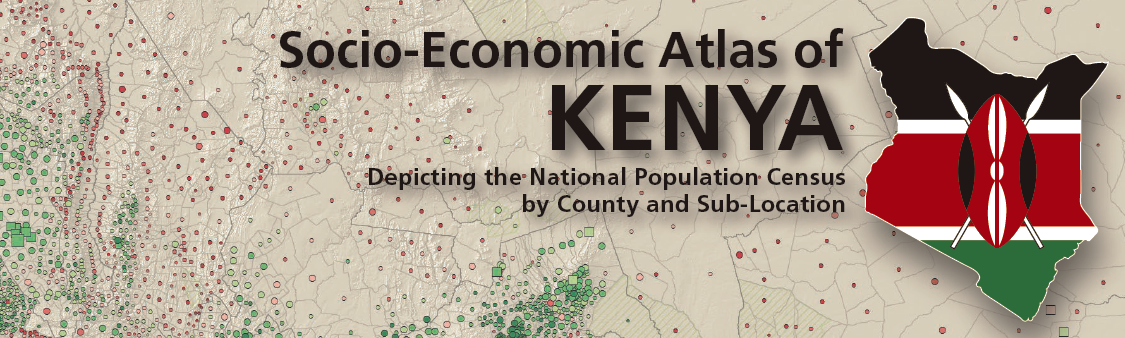 Socio-Economic Atlas of
KENYA
Depicting the National Population Census
by County and Sub-Location